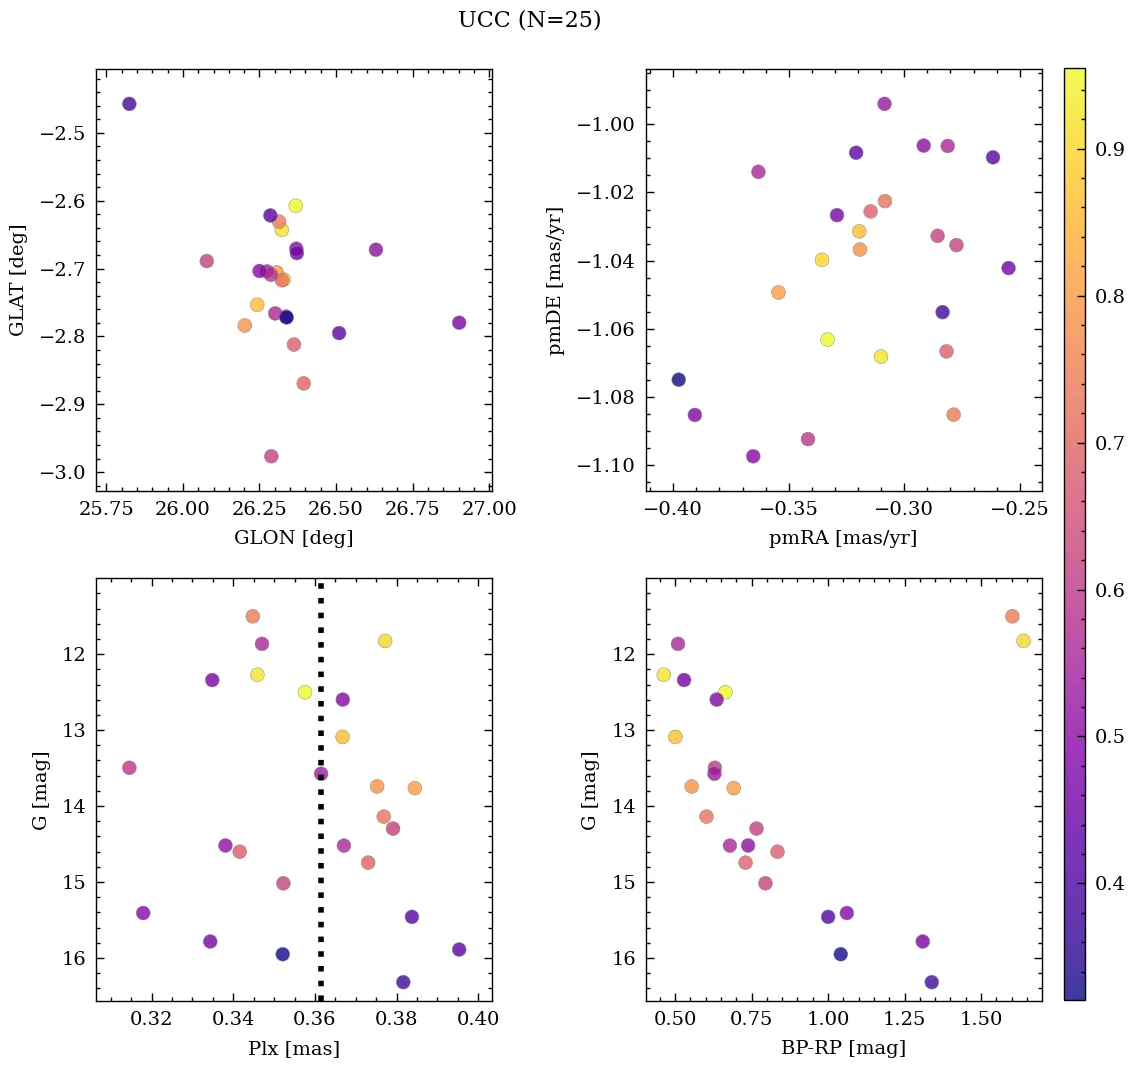 UCC (N=25)
−2.5
−2.6
−2.7
−2.8
−2.9
−3.0
GLAT [deg]
25.75 26.00 26.25 26.50 26.75 27.00
GLON [deg]
−1.00
−1.02
−1.04
−1.06
−1.08
−1.10
pmDE [mas/yr]
−0.40 −0.35 −0.30 −0.25
pmRA [mas/yr]
12
13
14
15
16
G [mag]
0.32 0.34 0.36 0.38 0.40
Plx [mas]
12
13
14
15
16
G [mag]
0.50 0.75 1.00 1.25 1.50
BP-RP [mag]
0.9
0.8
0.7
0.6
0.5
0.4